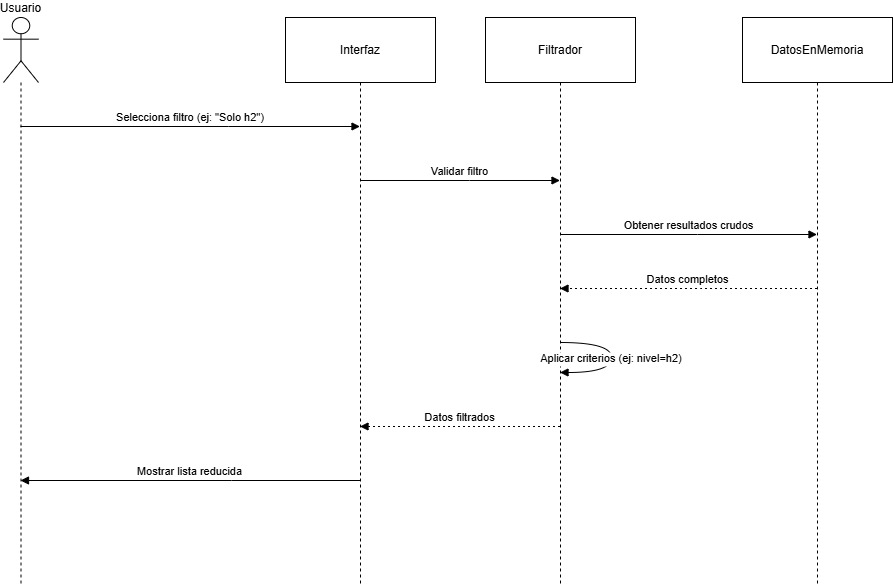 Usuario
Interfaz
Filtrador
DatosEnMemoria
Selecciona filtro (ej: "Solo h2")
Validar filtro
Obtener resultados crudos
Datos completos
Aplicar criterios (ej: nivel=h2)
Datos filtrados
Mostrar lista reducida